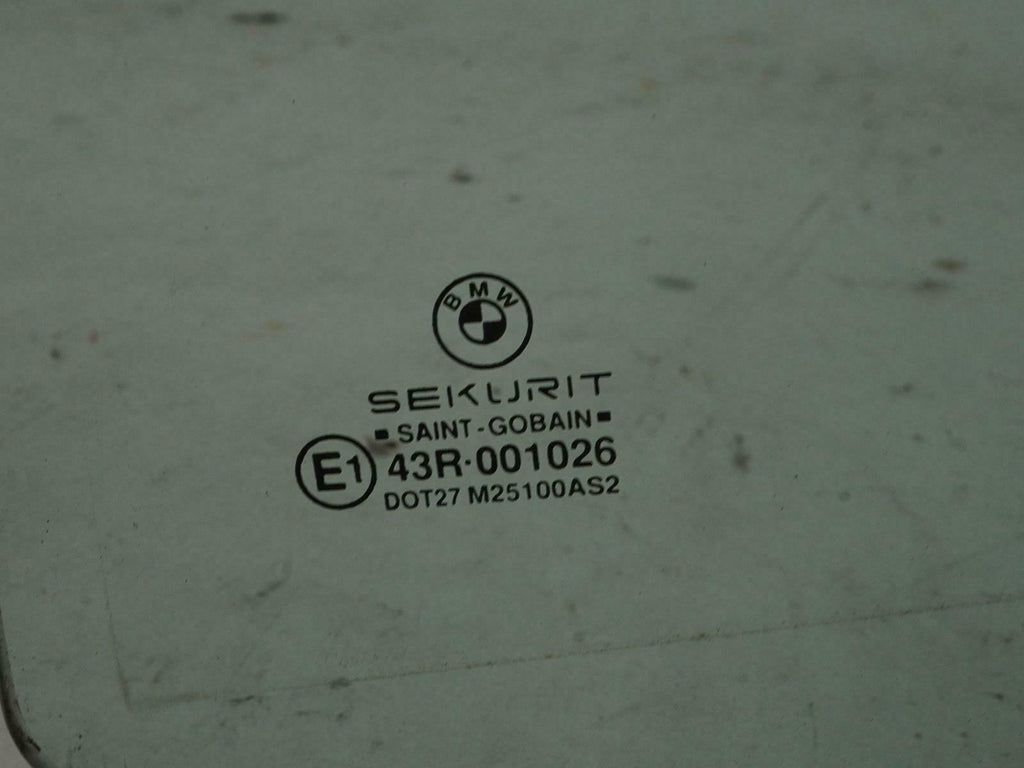 BMW
SEKURIT
SAINT-GOBAIN
E1 43R·001026
DOT27 M25100AS2